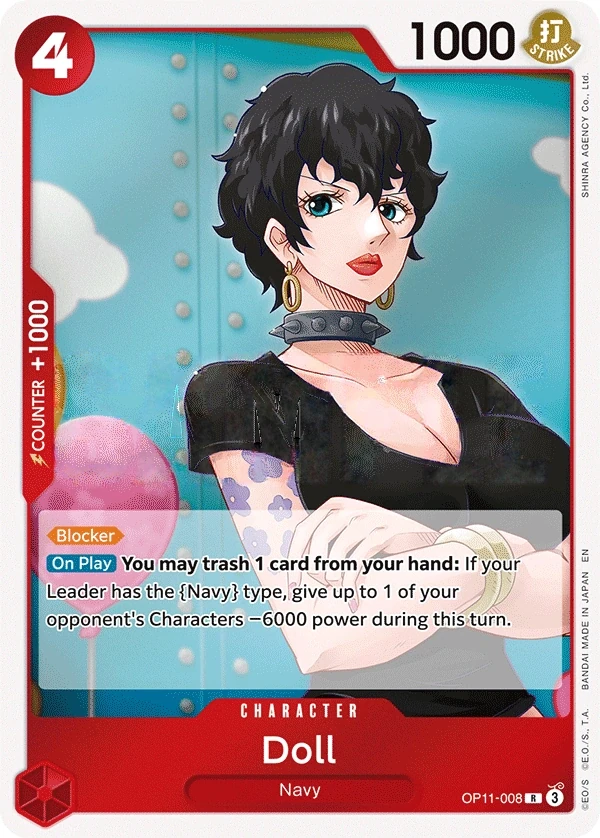 4
1000
打
STRIKE
SHINRA AGENCY Co., Ltd.
COUNTER +1000
Blocker
On Play You may trash 1 card from your hand: If your
Leader has the {Navy} type, give up to 1 of your
opponent's Characters −6000 power during this turn.
©EO/S ©E.O./S., T.A. BANDAI MADE IN JAPAN EN
CHARACTER
Doll
Navy
OP11-008 R 3